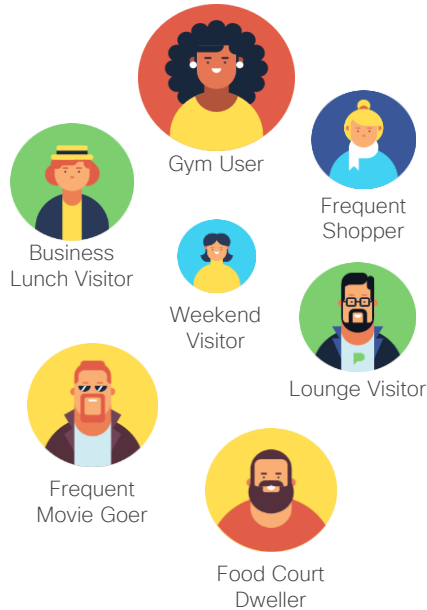 Gym User
Frequent
Shopper
Business
Lunch Visitor
Weekend
Visitor
Lounge Visitor
Frequent
Movie Goer
Food Court
Dweller